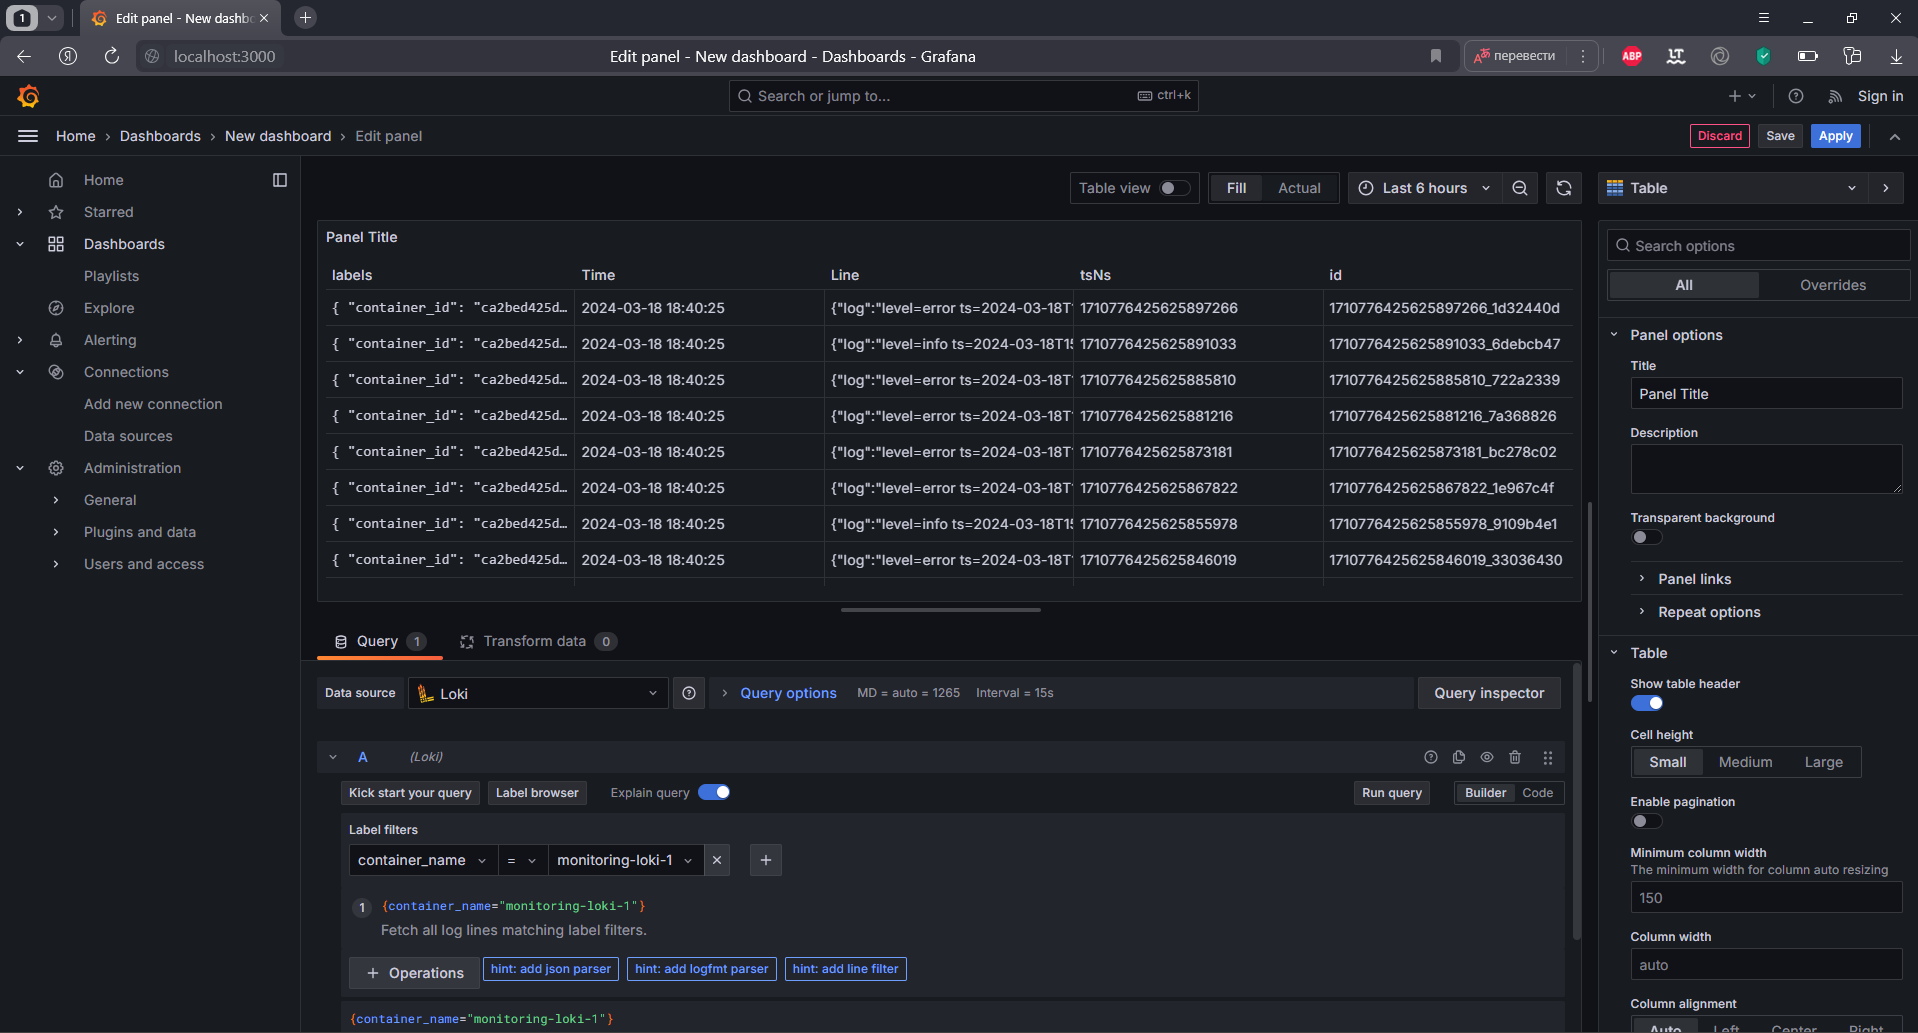 1
Edit panel - New dashb
localhost:3000
Edit panel - New dashboard - Dashboards - Grafana
перевести
ABP
Search or jump to...
ctrl+k
Sign in
Home › Dashboards › New dashboard › Edit panel
Discard
Save
Apply
Home
Starred
Dashboards
Playlists
Explore
Alerting
Connections
Add new connection
Data sources
Administration
General
Plugins and data
Users and access
Table view
Fill
Actual
Last 6 hours
Panel Title
labels Time Line tsNs id
{ "container_id": "ca2bed425d… 2024-03-18 18:40:25 {"log":"level=error ts=2024-03-18T 1710776425625897266 1710776425625897266_1d32440d
{ "container_id": "ca2bed425d… 2024-03-18 18:40:25 {"log":"level=info ts=2024-03-18T15 1710776425625891033 1710776425625891033_6debcb47
{ "container_id": "ca2bed425d… 2024-03-18 18:40:25 {"log":"level=error ts=2024-03-18T 1710776425625885810 1710776425625885810_722a2339
{ "container_id": "ca2bed425d… 2024-03-18 18:40:25 {"log":"level=error ts=2024-03-18T 1710776425625881216 1710776425625881216_7a368826
{ "container_id": "ca2bed425d… 2024-03-18 18:40:25 {"log":"level=error ts=2024-03-18T 1710776425625873181 1710776425625873181_bc278c02
{ "container_id": "ca2bed425d… 2024-03-18 18:40:25 {"log":"level=error ts=2024-03-18T 1710776425625867822 1710776425625867822_1e967c4f
{ "container_id": "ca2bed425d… 2024-03-18 18:40:25 {"log":"level=info ts=2024-03-18T15 1710776425625855978 1710776425625855978_9109b4e1
{ "container_id": "ca2bed425d… 2024-03-18 18:40:25 {"log":"level=error ts=2024-03-18T 1710776425625846019 1710776425625846019_33036430
Query 1
Transform data 0
Data source
Loki
Query options
MD = auto = 1265
Interval = 15s
Query inspector
A
(Loki)
Kick start your query
Label browser
Explain query
Run query
Builder
Code
Label filters
container_name
=
monitoring-loki-1
1
{container_name="monitoring-loki-1"}
Fetch all log lines matching label filters.
+ Operations
hint: add json parser
hint: add logfmt parser
hint: add line filter
{container_name="monitoring-loki-1"}
Table
Search options
All
Overrides
Panel options
Title
Panel Title
Description
Transparent background
Panel links
Repeat options
Table
Show table header
Cell height
Small
Medium
Large
Enable pagination
Minimum column width
The minimum width for column auto resizing
150
Column width
auto
Column alignment
Auto
Left
Center
Right